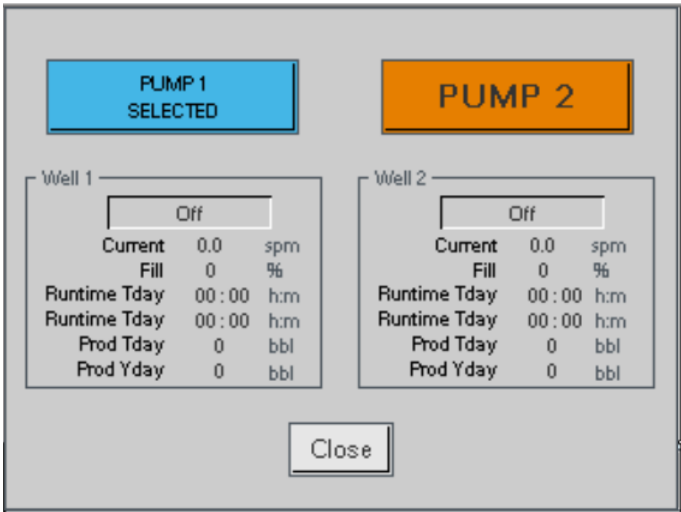 PUMP 1
SELECTED
PUMP 2
Well 1
Off
Current 0.0 spm
Fill 0 %
Runtime Tday 00:00 h:m
Runtime Tday 00:00 h:m
Prod Tday 0 bbl
Prod Yday 0 bbl
Well 2
Off
Current 0.0 spm
Fill 0 %
Runtime Tday 00:00 h:m
Runtime Tday 00:00 h:m
Prod Tday 0 bbl
Prod Yday 0 bbl
Close